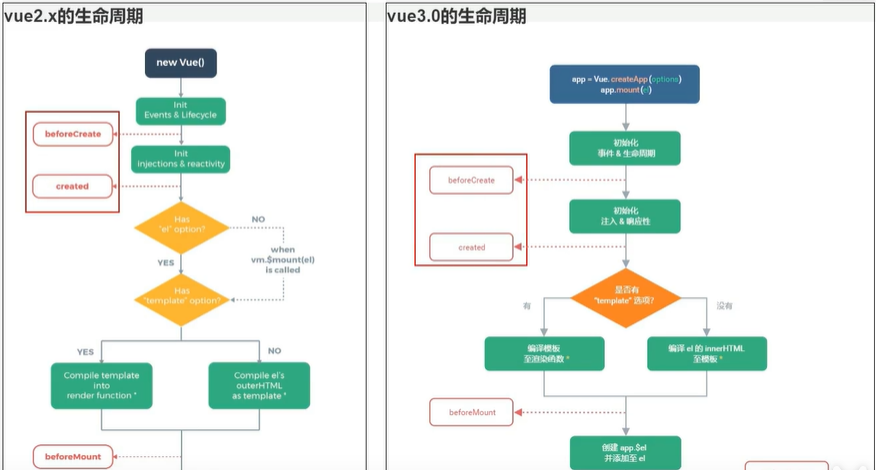 vue2.x的生命周期
new Vue()
Init
Events & Lifecycle
beforeCreate
Init
injections & reactivity
created
Has
"el" option?
NO
when
vm.$mount(el)
is called
YES
Has
"template" option?
YES
NO
Compile template
into
render function *
Compile el's
outerHTML
as template *
beforeMount
vue3.0的生命周期
app = Vue.createApp(options)
app.mount(el)
初始化
事件 & 生命周期
beforeCreate
初始化
注入 & 响应性
created
是否有
"template" 选项?
有
没有
编译模板
至渲染函数 *
编译 el 的 innerHTML
至模板 *
beforeMount
创建 app.$el
并添加至 el